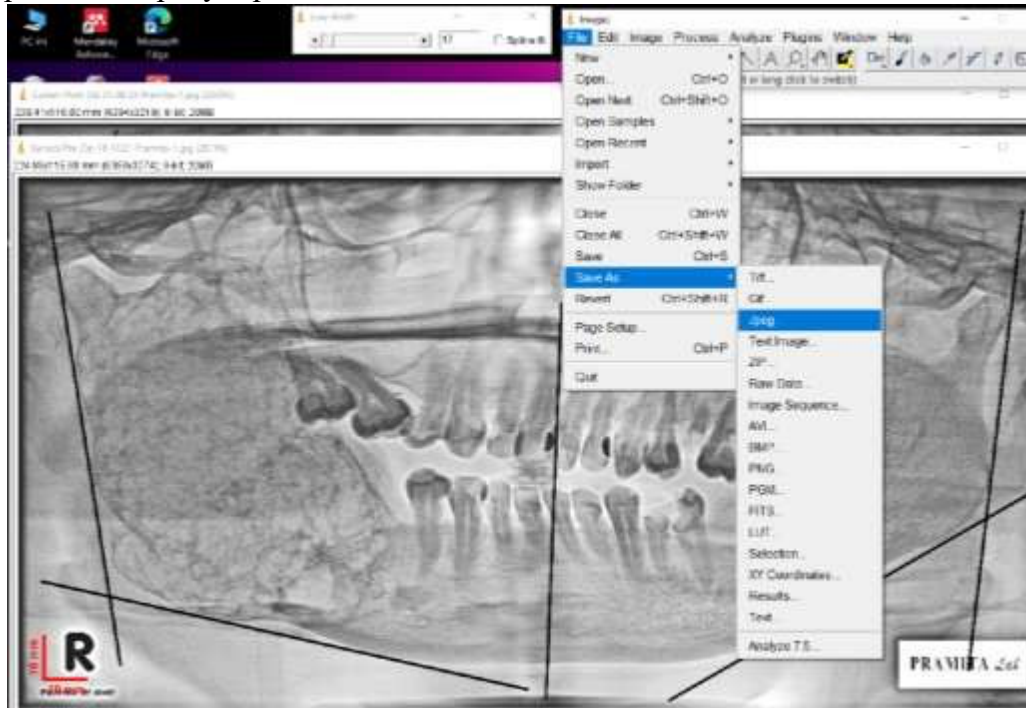 PC Ini
Mendeley
Microsoft
Edge
Line Width
17
Spline fit
ImageJ
File Edit Image Process Analyze Plugins Window Help
New
Open... Ctrl+O
Open Next Ctrl+Shift+O
Open Samples
Open Recent
Import
Show Folder
Close Ctrl+W
Close All Ctrl+Shift+W
Save Ctrl+S
Save As
Revert Ctrl+Shift+R
Page Setup...
Print... Ctrl+P
Quit
Tiff...
Gif...
Jpeg...
Text Image...
ZIP...
Raw Data...
Image Sequence...
AVI...
BMP...
PNG...
PGM...
FITS...
LUT...
Selection...
XY Coordinates...
Results...
Text...
Analyze 7.5...
R
PRAMITA Lab